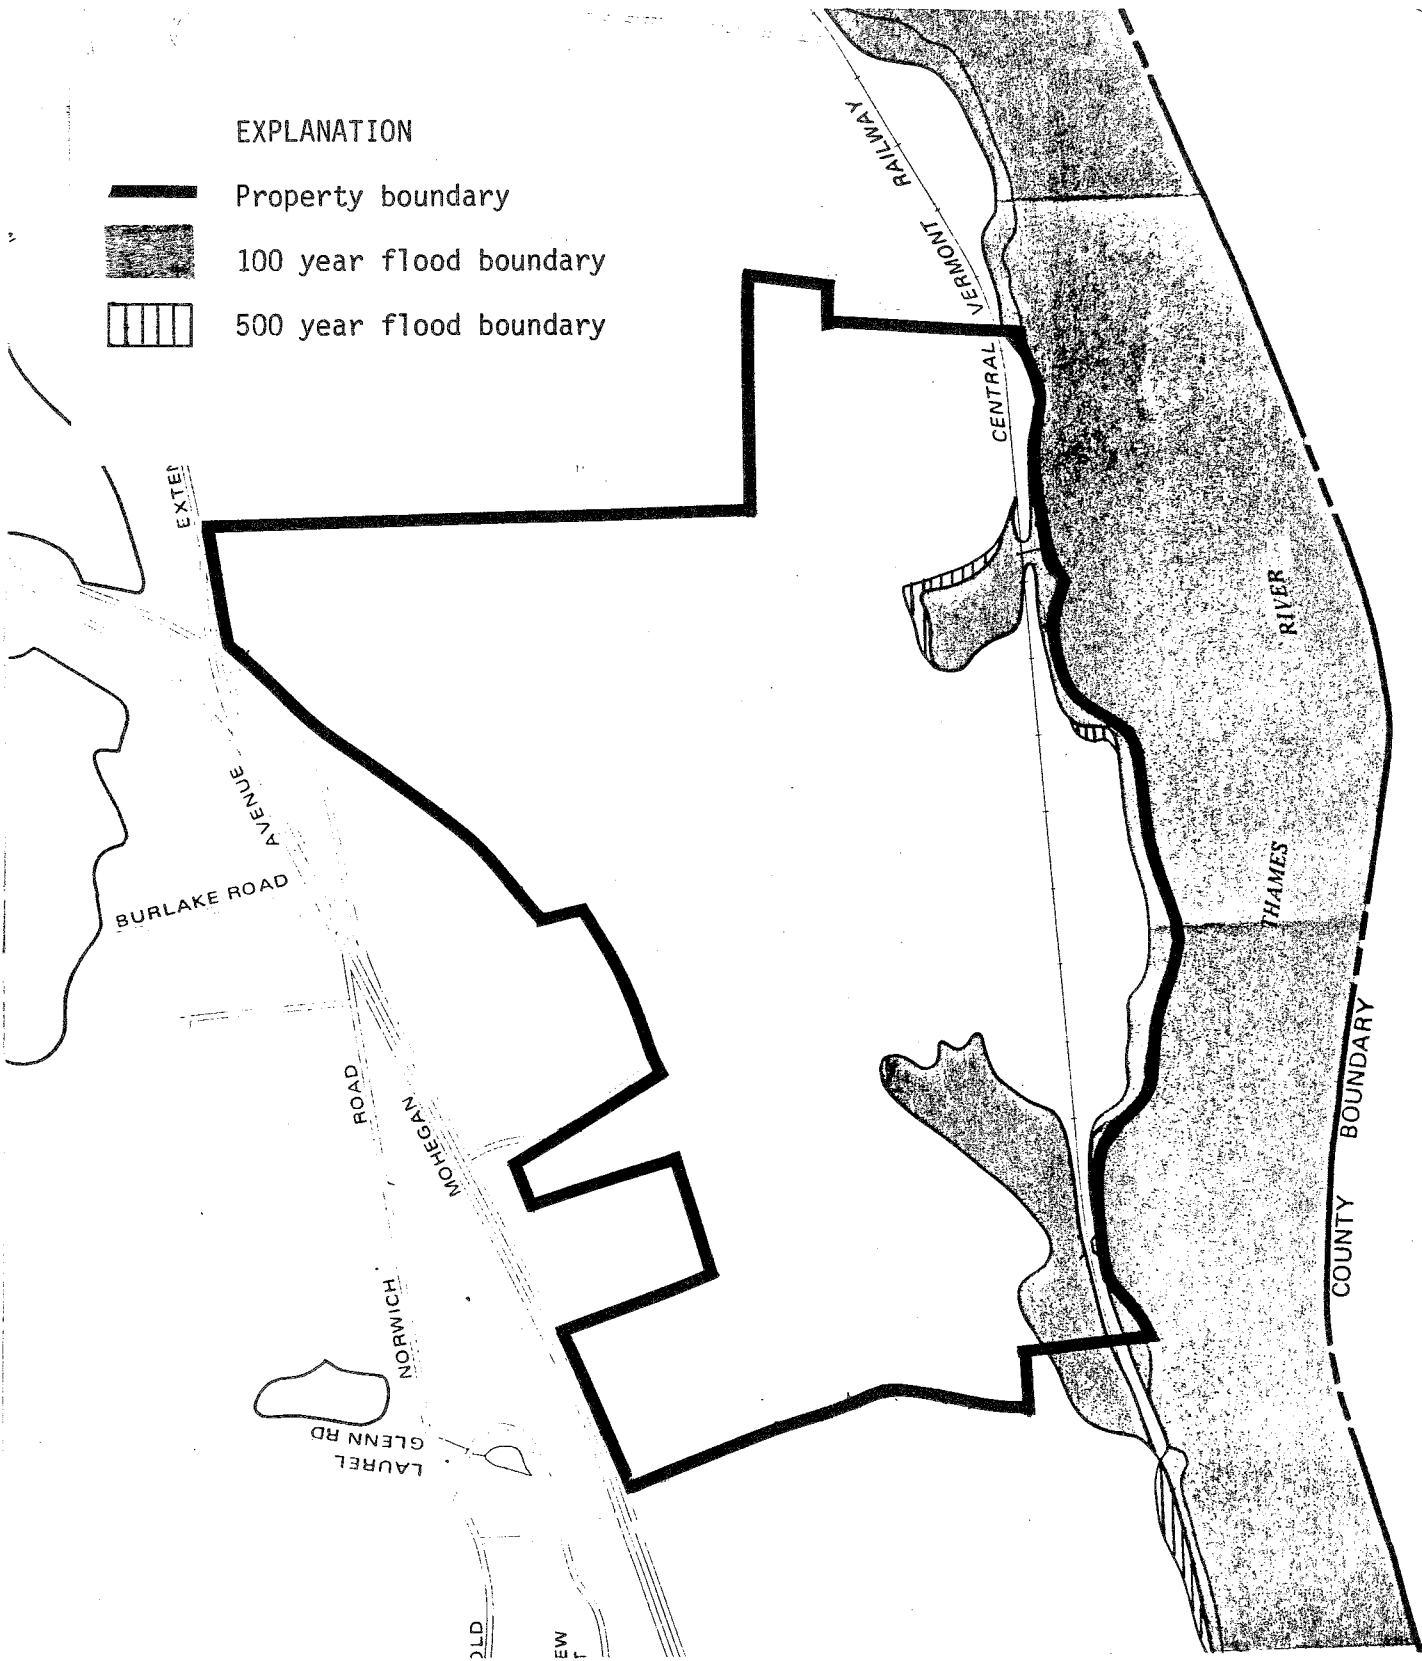 EXPLANATION
Property boundary
100 year flood boundary
500 year flood boundary
CENTRAL VERMONT RAILWAY
EXTEN
AVENUE
BURLAKE ROAD
THAMES RIVER
COUNTY BOUNDARY
ROAD
MOHEGAN
NORWICH
LAUREL
GLENN RD
OLD
EW